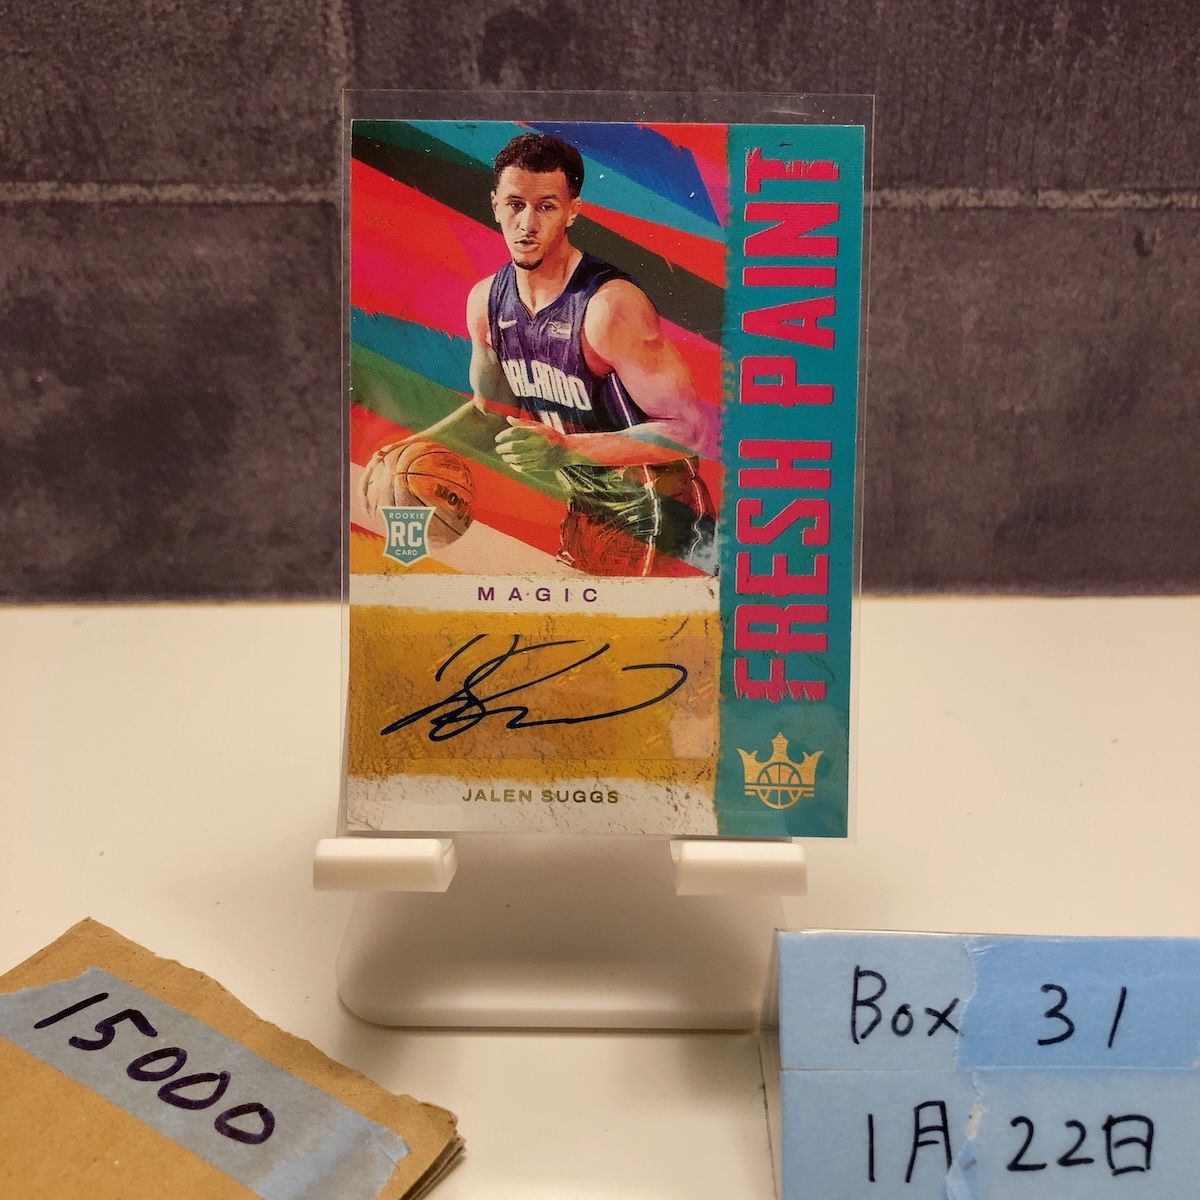 FRESH PAINT
ORLANDO
ROOKIE
RC
CARD
MAGIC
JALEN SUGGS
15000
Box 31
1月 22日